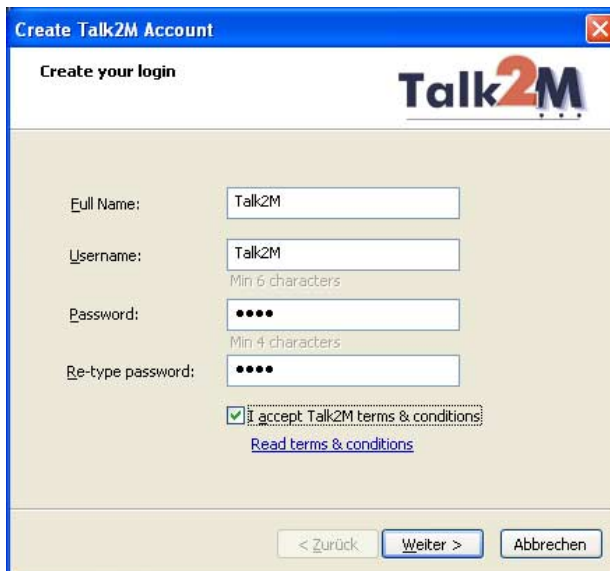 Create Talk2M Account
Create your login
Talk2M
Full Name: Talk2M
Username: Talk2M
Min 6 characters
Password: ••••
Min 4 characters
Re-type password: ••••
I accept Talk2M terms & conditions
Read terms & conditions
< Zurück Weiter > Abbrechen